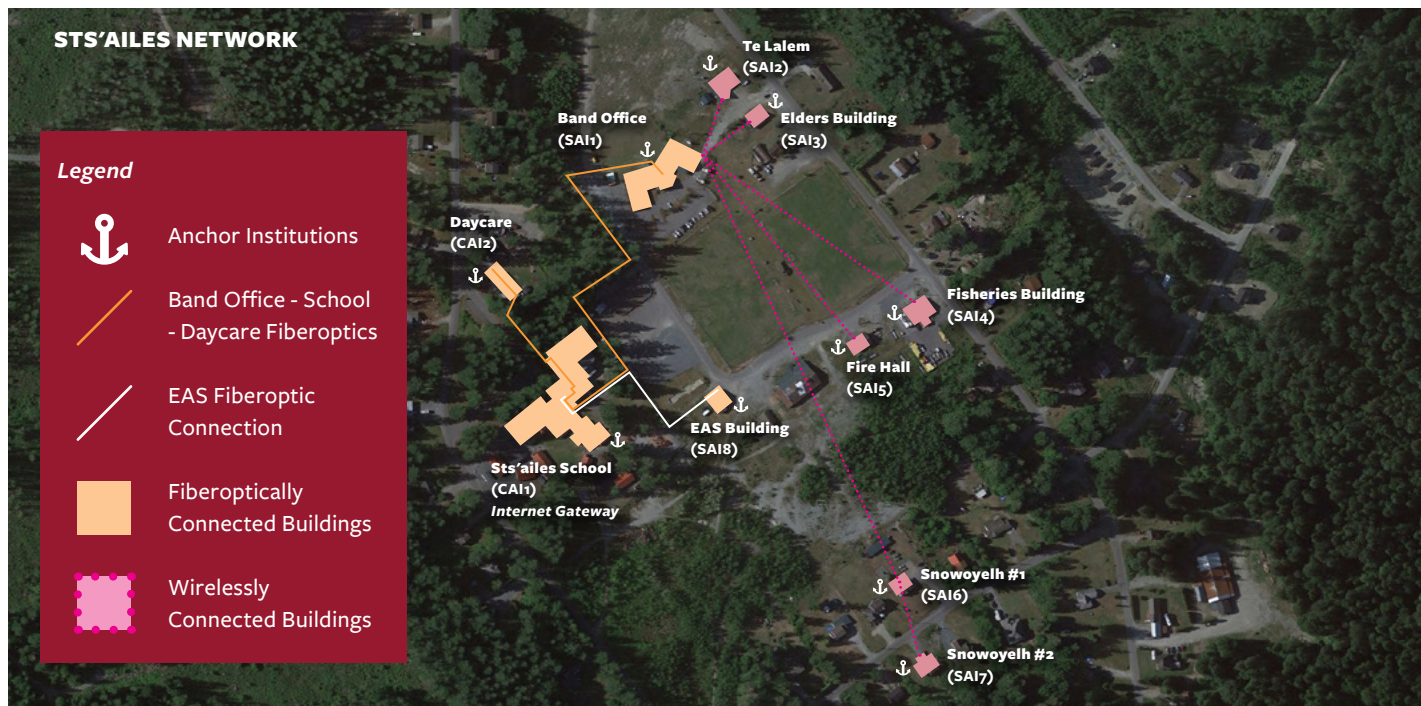 STS'AILES NETWORK
Legend
Anchor Institutions
Band Office - School
- Daycare Fiberoptics
EAS Fiberoptic
Connection
Fiberoptically
Connected Buildings
Wirelessly
Connected Buildings
Te Lalem
(SAI2)
Band Office
(SAI1)
Elders Building
(SAI3)
Daycare
(CAI2)
Fisheries Building
(SAI4)
Fire Hall
(SAI5)
EAS Building
(SAI8)
Sts'ailes School
(CAI1)
Internet Gateway
Snowoyelh #1
(SAI6)
Snowoyelh #2
(SAI7)